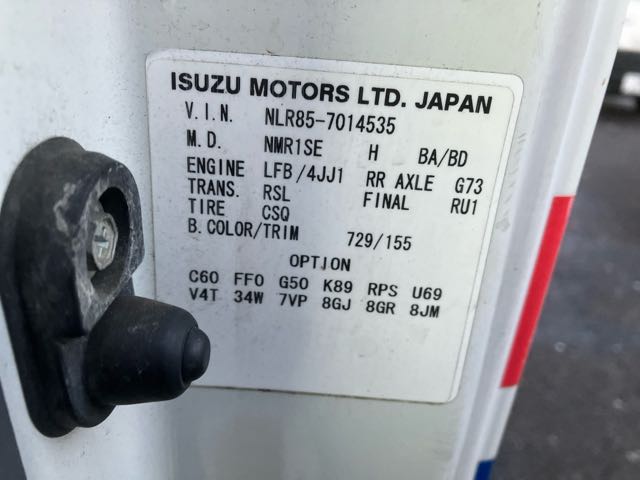 ISUZU MOTORS LTD. JAPAN
V.I.N. NLR85-7014535
M.D. NMR1SE H BA/BD
ENGINE LFB/4JJ1 RR AXLE G73
TRANS. RSL FINAL RU1
TIRE CSQ
B.COLOR/TRIM 729/155
OPTION
C60 FF0 G50 K89 RPS U69
V4T 34W 7VP 8GJ 8GR 8JM